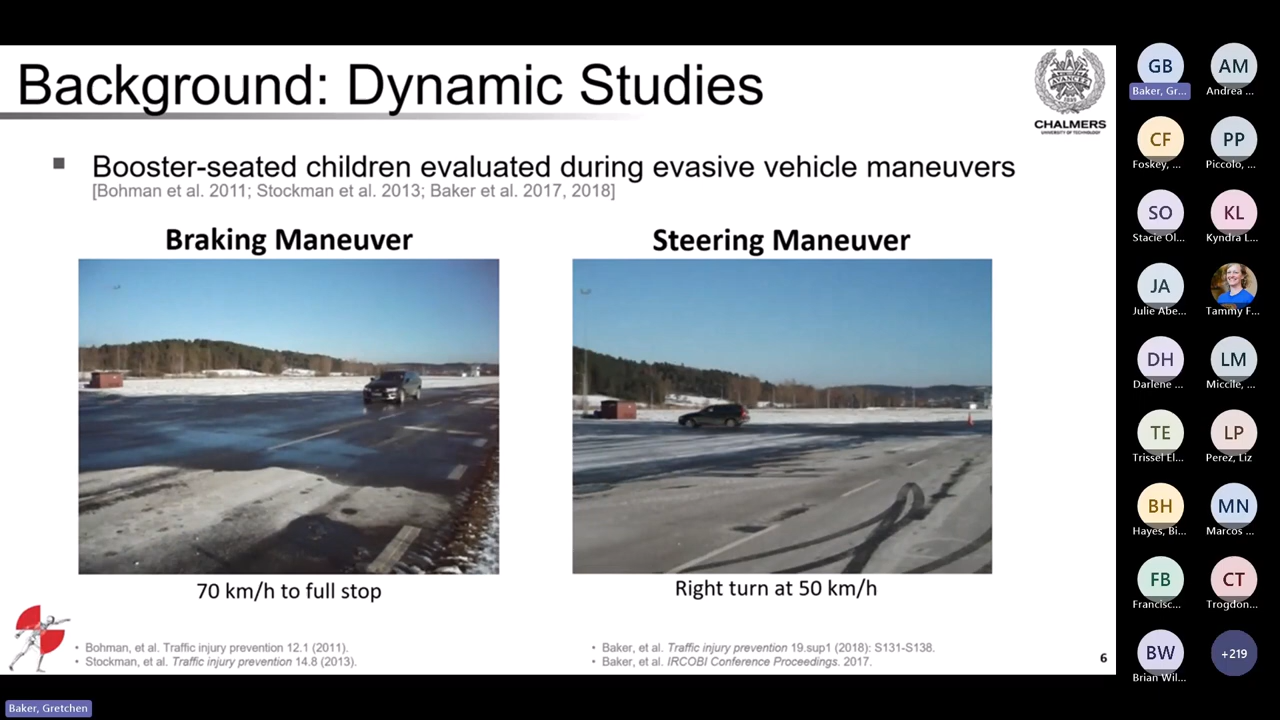 Background: Dynamic Studies
CHALMERS
UNIVERSITY OF TECHNOLOGY
▪ Booster-seated children evaluated during evasive vehicle maneuvers
[Bohman et al. 2011; Stockman et al. 2013; Baker et al. 2017, 2018]
Braking Maneuver
Steering Maneuver
70 km/h to full stop
Right turn at 50 km/h
• Bohman, et al. Traffic injury prevention 12.1 (2011).
• Stockman, et al. Traffic injury prevention 14.8 (2013).
• Baker, et al. Traffic injury prevention 19.sup1 (2018): S131-S138.
• Baker, et al. IRCOBI Conference Proceedings. 2017.
6
GB
Baker, Gr...
AM
Andrea ...
CF
Foskey, ...
PP
Piccolo, ...
SO
Stacie Ol...
KL
Kyndra L...
JA
Julie Abe...
Tammy F...
DH
Darlene ...
LM
Miccile, ...
TE
Trissel El...
LP
Perez, Liz
BH
Hayes, Bi...
MN
Marcos ...
FB
Francisc...
CT
Trogdon...
BW
Brian Wil...
+219
Baker, Gretchen